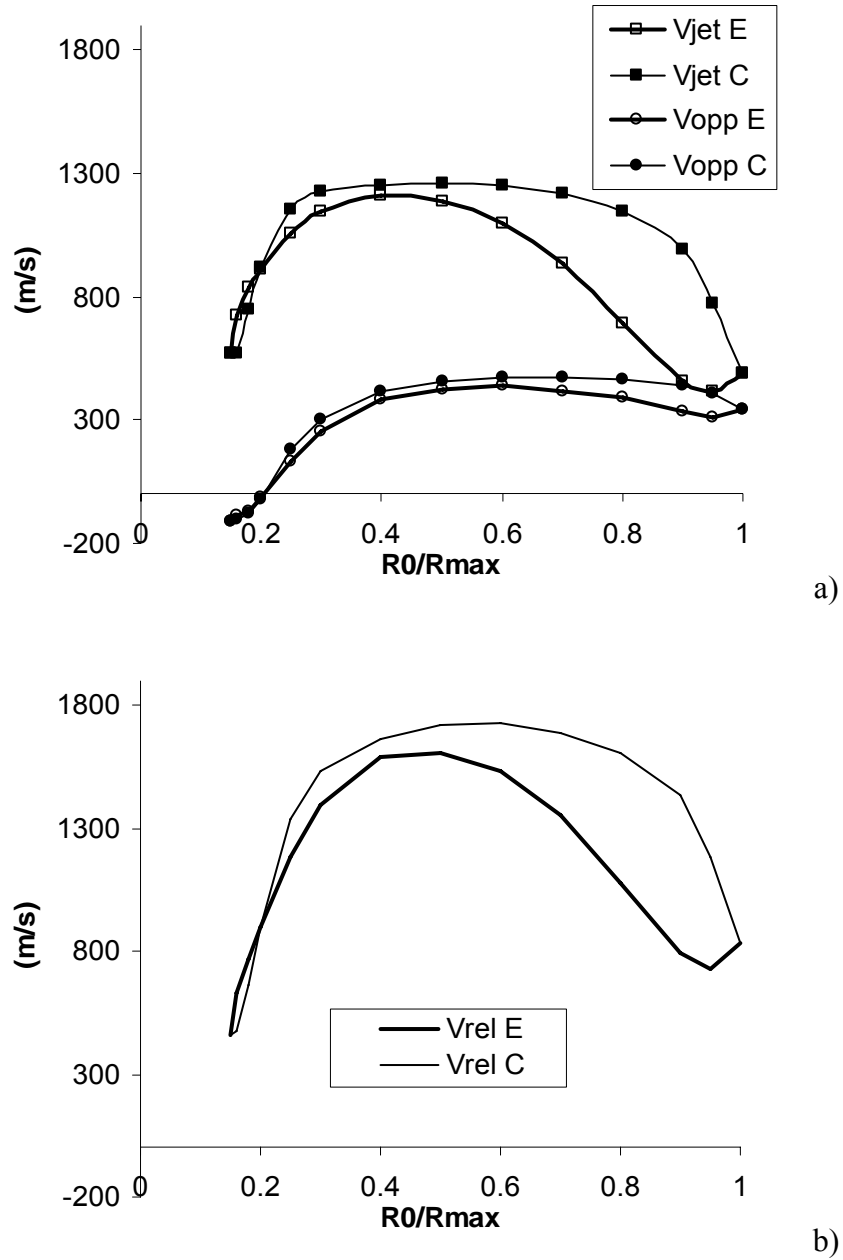 1800
1300
800
300
-200
(m/s)
Vjet E
Vjet C
Vopp E
Vopp C
0
0.2
0.4
0.6
0.8
1
R0/Rmax
a)
1800
1300
800
300
-200
(m/s)
Vrel E
Vrel C
0
0.2
0.4
0.6
0.8
1
R0/Rmax
b)